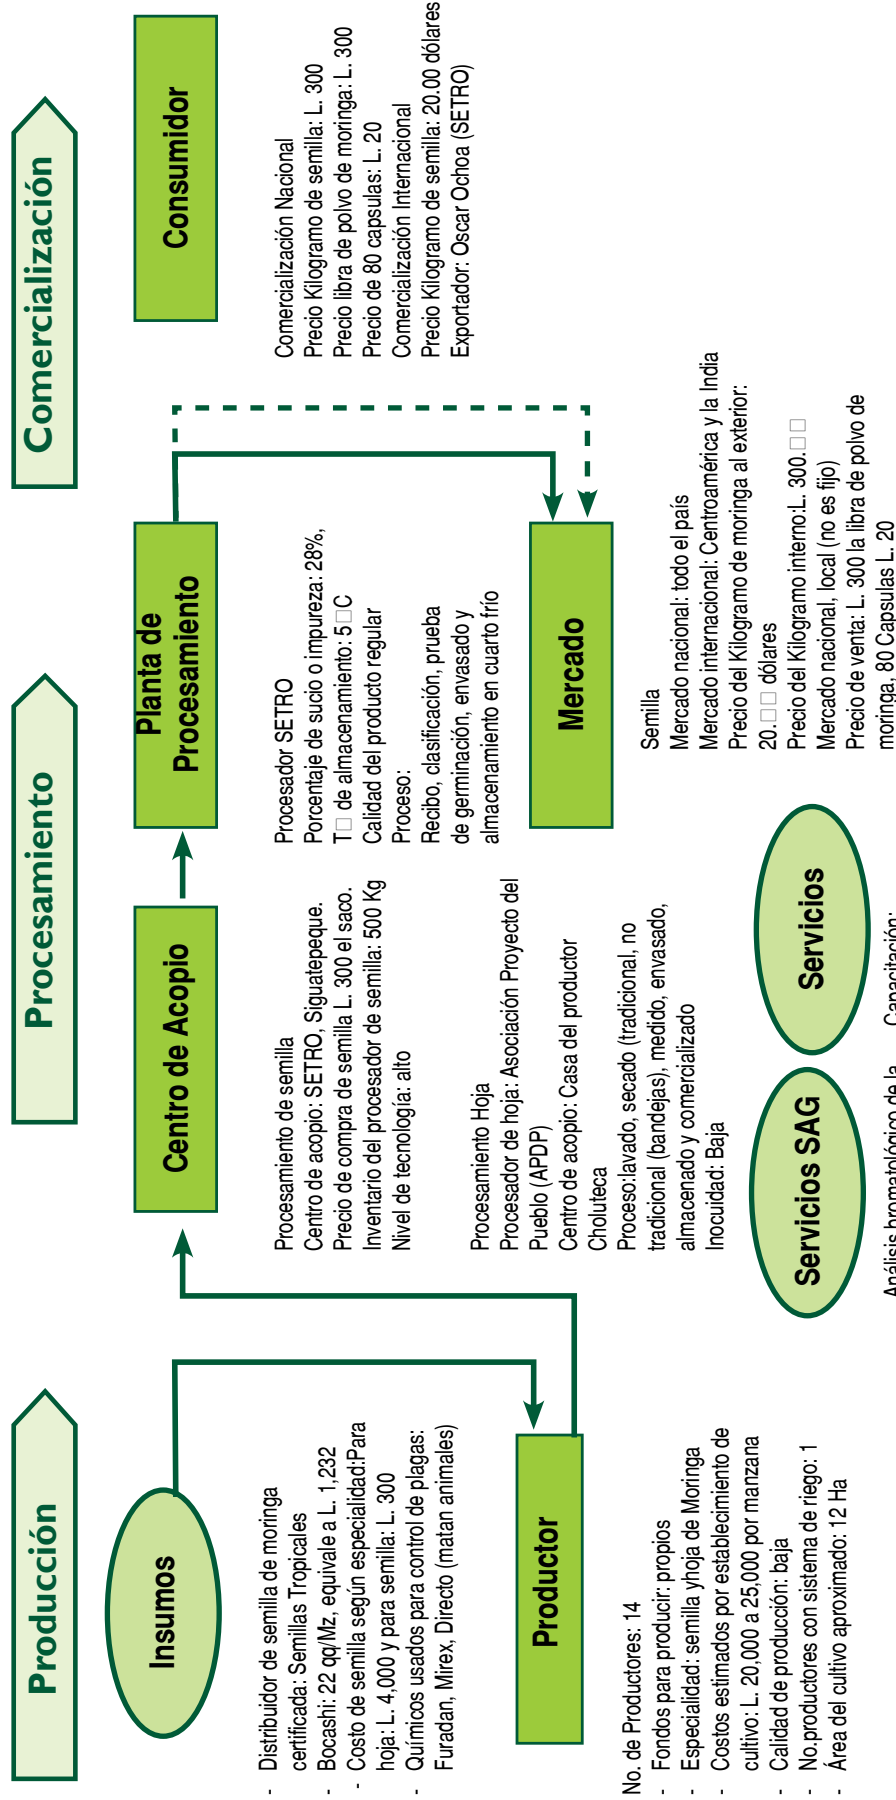 Producción
Procesamiento
Comercialización
Insumos
- Distribuidor de semilla de moringa
certificada: Semillas Tropicales
- Bocashi: 22 qq/Mz, equivale a L. 1,232
- Costo de semilla según especialidad:Para
hoja: L. 4,000 y para semilla: L. 300
- Químicos usados para control de plagas:
Furadan, Mirex, Directo (matan animales)
Productor
No. de Productores: 14
- Fondos para producir: propios
- Especialidad: semilla yhoja de Moringa
- Costos estimados por establecimiento de
cultivo: L. 20,000 a 25,000 por manzana
- Calidad de producción: baja
- No.productores con sistema de riego: 1
- Área del cultivo aproximado: 12 Ha
Centro de Acopio
Procesamiento de semilla
Centro de acopio: SETRO, Siguatepeque.
Precio de compra de semilla L. 300 el saco.
Inventario del procesador de semilla: 500 Kg
Nivel de tecnología: alto
Procesamiento Hoja
Procesador de hoja: Asociación Proyecto del
Pueblo (APDP)
Centro de acopio: Casa del productor
Choluteca
Proceso:lavado, secado (tradicional, no
tradicional (bandejas), medido, envasado,
almacenado y comercializado
Inocuidad: Baja
Servicios SAG
Análisis bromatológico de la
Servicios
Capacitación:
Planta de
Procesamiento
Procesador SETRO
Porcentaje de sucio o impureza: 28%,
T□ de almacenamiento: 5□C
Calidad del producto regular
Proceso:
Recibo, clasificación, prueba
de germinación, envasado y
almacenamiento en cuarto frío
Mercado
Semilla
Mercado nacional: todo el país
Mercado internacional: Centroamérica y la India
Precio del Kilogramo de moringa al exterior:
20.□□ dólares
Precio del Kilogramo interno:L. 300.□□
Mercado nacional, local (no es fijo)
Precio de venta: L. 300 la libra de polvo de
moringa, 80 Capsulas L. 20
Consumidor
Comercialización Nacional
Precio Kilogramo de semilla: L. 300
Precio libra de polvo de moringa: L. 300
Precio de 80 capsulas: L. 20
Comercialización Internacional
Precio Kilogramo de semilla: 20.00 dólares
Exportador: Oscar Ochoa (SETRO)